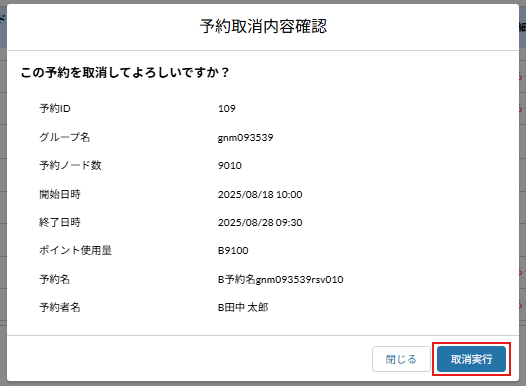 予約取消内容確認
この予約を取消してよろしいですか？
予約ID 109
グループ名 gnm093539
予約ノード数 9010
開始日時 2025/08/18 10:00
終了日時 2025/08/28 09:30
ポイント使用量 B9100
予約名 B予約名gnm093539rsv010
予約者名 B田中 太郎
閉じる 取消実行